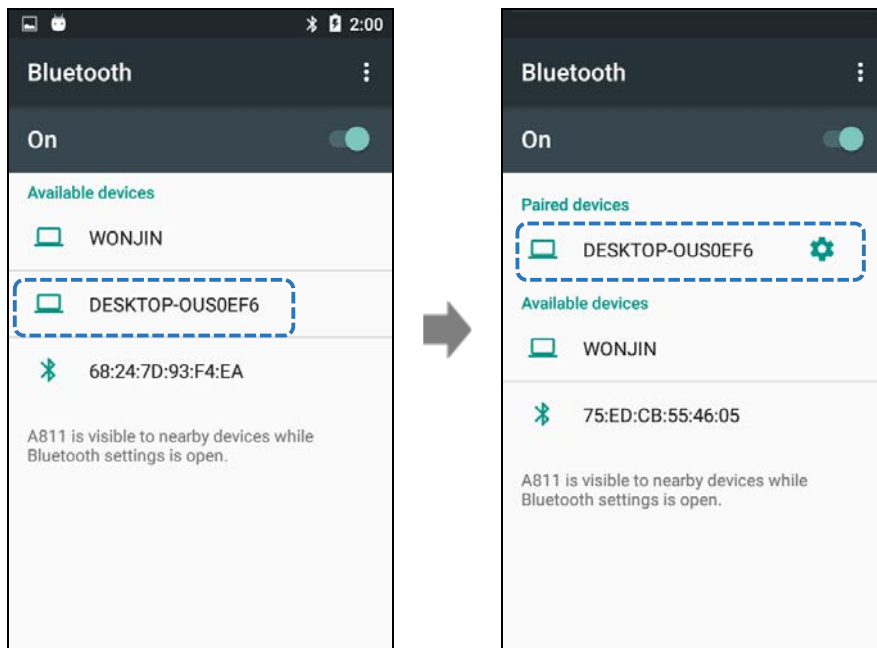 2:00
Bluetooth
On
Available devices
WONJIN
DESKTOP-OUS0EF6
68:24:7D:93:F4:EA
A811 is visible to nearby devices while
Bluetooth settings is open.
Bluetooth
On
Paired devices
DESKTOP-OUS0EF6
Available devices
WONJIN
75:ED:CB:55:46:05
A811 is visible to nearby devices while
Bluetooth settings is open.